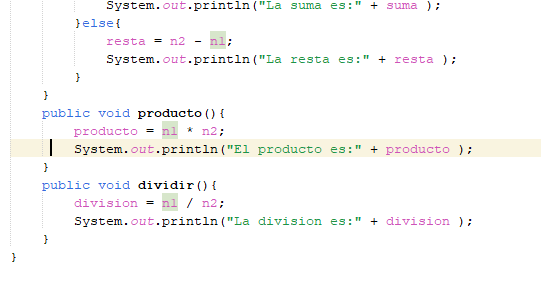 System.out.println("La suma es:" + suma );
}else{
resta = n2 - n1;
System.out.println("La resta es:" + resta );
}
}
public void producto(){
producto = n1 * n2;
System.out.println("El producto es:" + producto );
}
public void dividir(){
division = n1 / n2;
System.out.println("La division es:" + division );
}
}